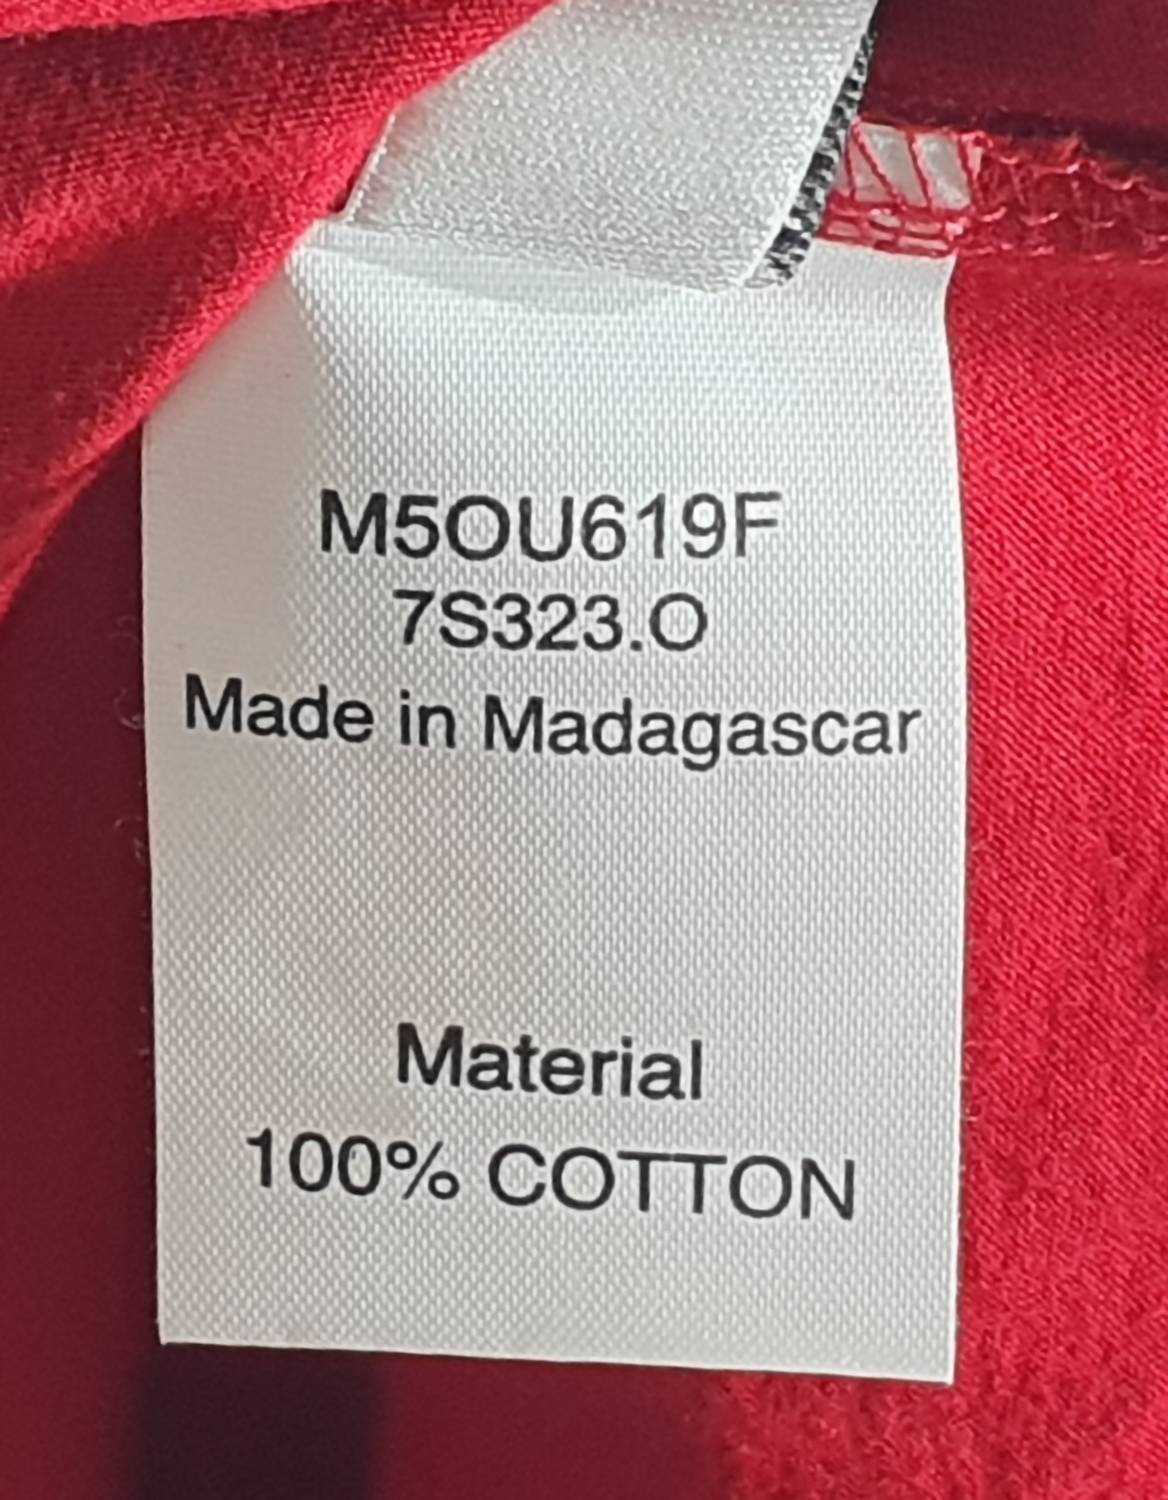 M5OU619F
7S323.O
Made in Madagascar
Material
100% COTTON